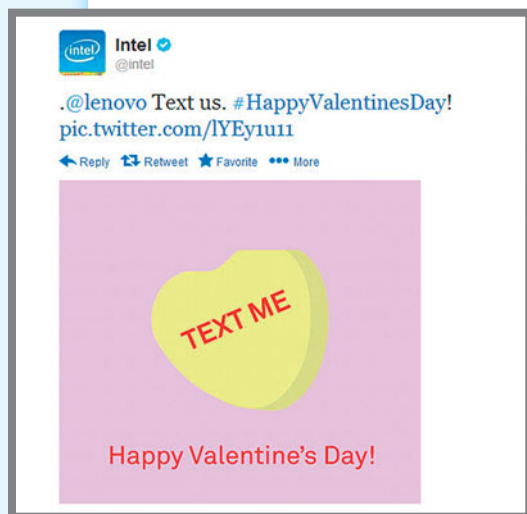 intel
Intel
@intel
.@lenovo Text us. #HappyValentinesDay!
pic.twitter.com/lYEy1u11
Reply Retweet Favorite More
TEXT ME
Happy Valentine's Day!